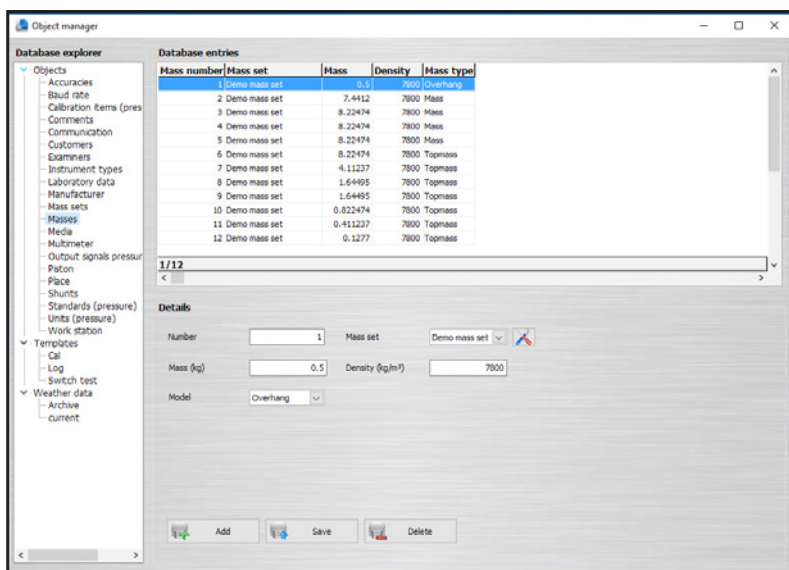 Object manager
Database explorer
Objects
Accuracies
Baud rate
Calibration items (pres
Comments
Communication
Customers
Examiners
Instrument types
Laboratory data
Manufacturer
Mass sets
Masses
Media
Multimeter
Output signals pressur
Piston
Place
Shunts
Standards (pressure)
Units (pressure)
Work station
Templates
Cal
Log
Switch test
Weather data
Archive
current
Database entries
Mass number Mass set Mass Density Mass type
1 Demo mass set 0.5 7800 Overhang
2 Demo mass set 7.4412 7800 Mass
3 Demo mass set 8.22474 7800 Mass
4 Demo mass set 8.22474 7800 Mass
5 Demo mass set 8.22474 7800 Mass
6 Demo mass set 8.22474 7800 Topmass
7 Demo mass set 4.11237 7800 Topmass
8 Demo mass set 1.64495 7800 Topmass
9 Demo mass set 1.64495 7800 Topmass
10 Demo mass set 0.822474 7800 Topmass
11 Demo mass set 0.411237 7800 Topmass
12 Demo mass set 0.1277 7800 Topmass
1/12
Details
Number 1 Mass set Demo mass set
Mass (kg) 0.5 Density (kg/m³) 7800
Model Overhang
Add Save Delete